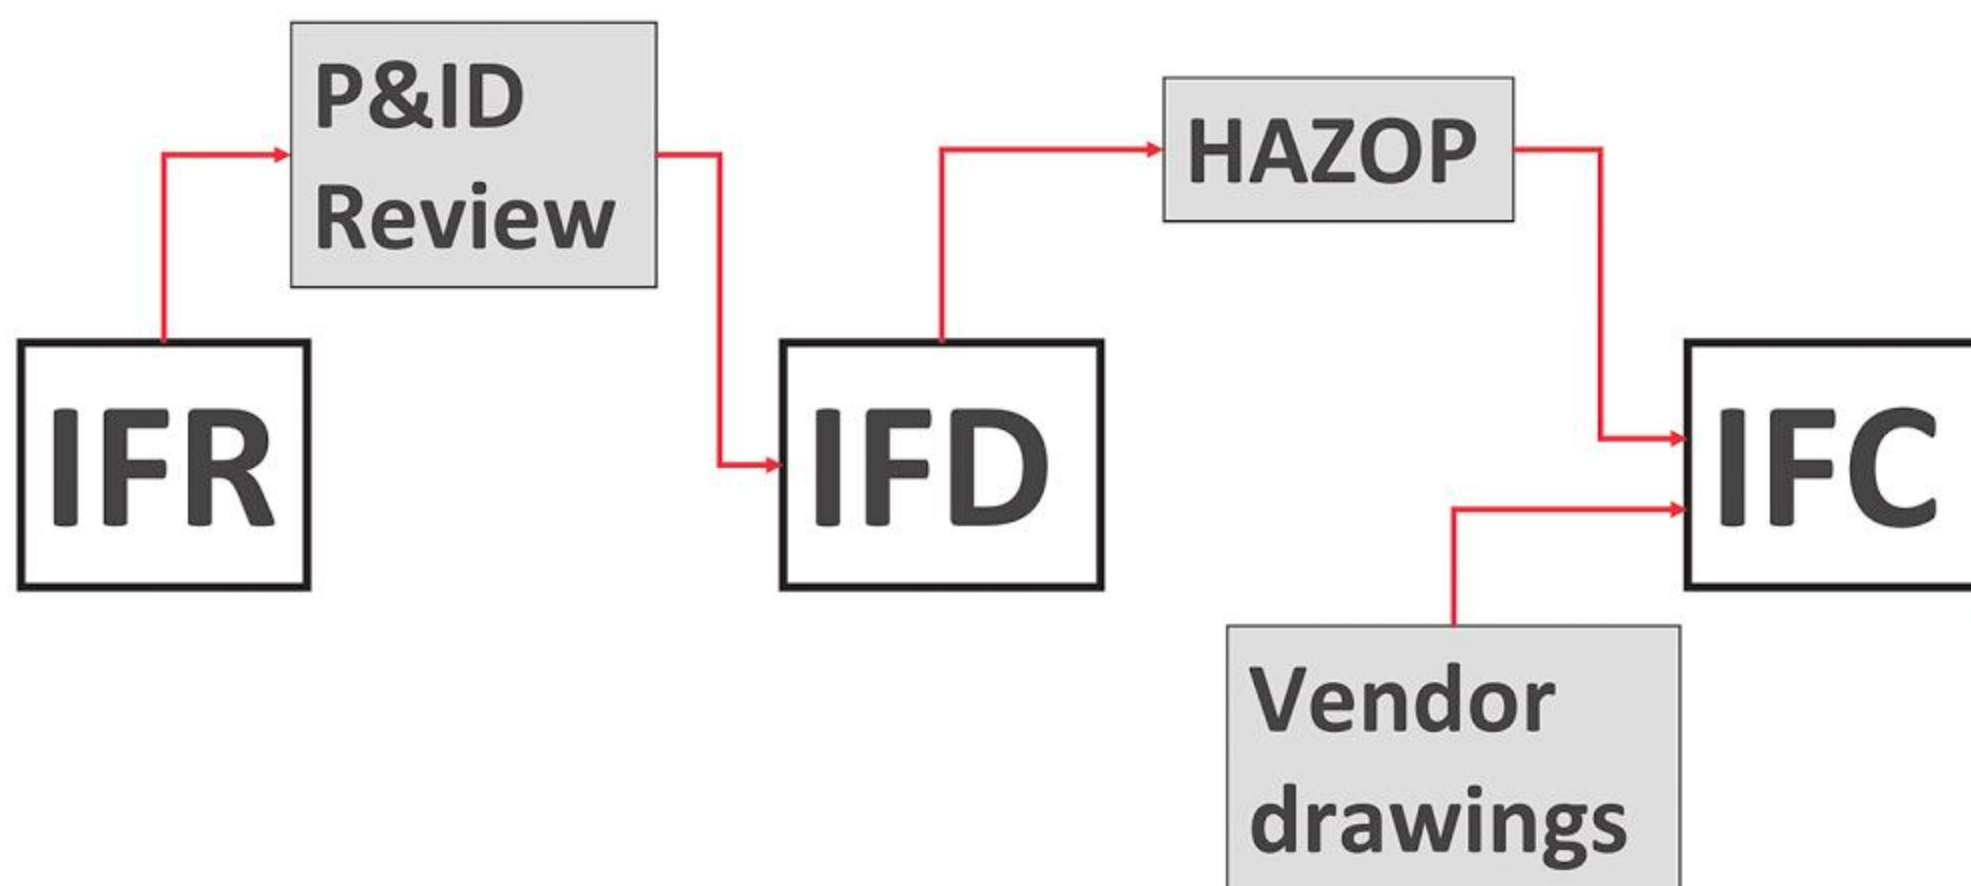 P&ID
Review
HAZOP
IFR
IFD
IFC
Vendor
drawings